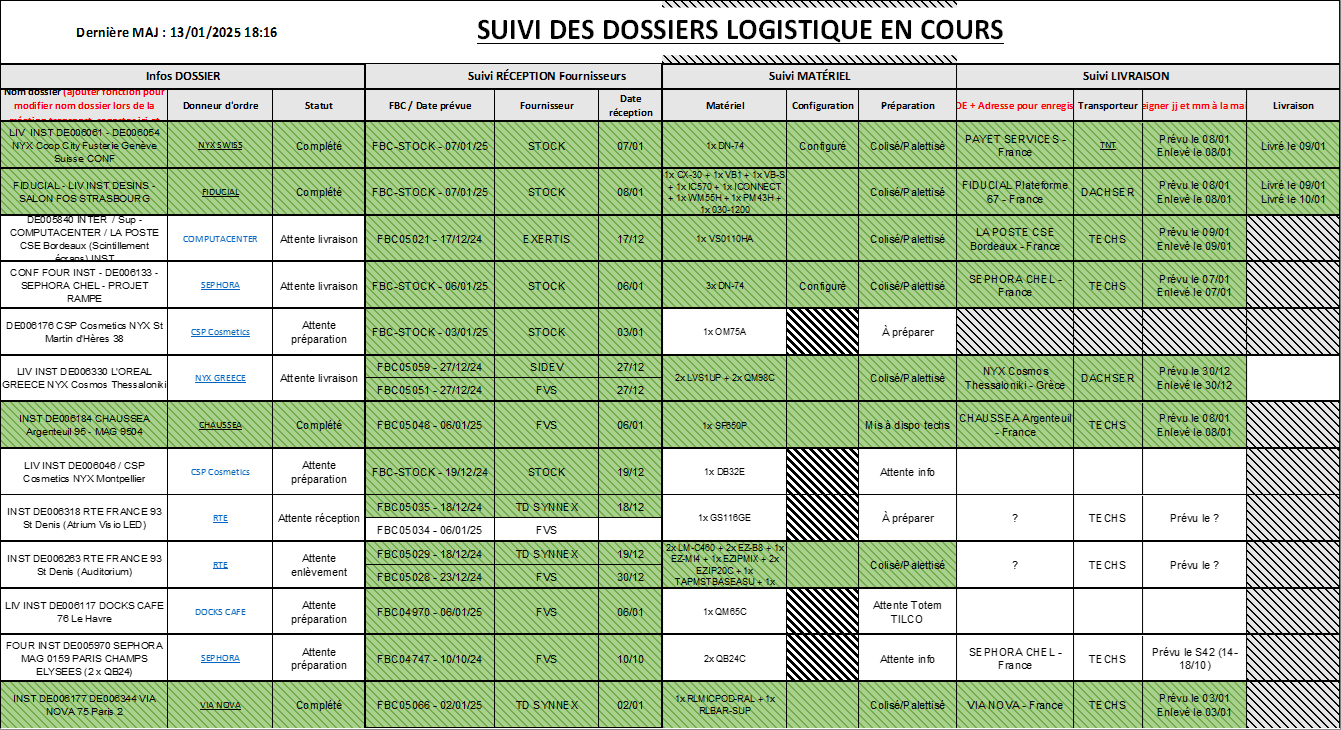 Dernière MAJ : 13/01/2025 18:16
SUIVI DES DOSSIERS LOGISTIQUE EN COURS
Infos DOSSIER
Suivi RÉCEPTION Fournisseurs
Suivi MATÉRIEL
Suivi LIVRAISON
Nom dossier (ajouter fonction pour
modifier nom dossier lors de la
Donneur d'ordre
Statut
FBC / Date prévue
Fournisseur
Date
réception
Matériel
Configuration
Préparation
DE + Adresse pour enregis
Transporteur
eigner jj et mm à la ma
Livraison
LIV INST DE006061 - DE006054
NYX Coop City Fusterie Genève
Suisse CONF
NYX SWISS
Complété
FBC-STOCK - 07/01/25
STOCK
07/01
1x DN-74
Configuré
Colisé/Palettisé
PAYET SERVICES -
France
TNT
Prévu le 08/01
Enlevé le 08/01
Livré le 09/01
FIDUCIAL - LIV INST DESINS -
SALON FOS STRASBOURG
FIDUCIAL
Complété
FBC-STOCK - 07/01/25
STOCK
08/01
1x CX-30 + 1x VB1 + 1x VB-S
+ 1x IC570 + 1x ICONNECT
+ 1x WM55H + 1x PM43H +
1x 030-1200
Colisé/Palettisé
FIDUCIAL Plateforme
67 - France
DACHSER
Prévu le 08/01
Enlevé le 08/01
Livré le 09/01
Livré le 10/01
DE005840 INTER / Sup -
COMPUTACENTER / LA POSTE
CSE Bordeaux (Scintillement
écrans) INST
COMPUTACENTER
Attente livraison
FBC05021 - 17/12/24
EXERTIS
17/12
1x VS0110HA
Colisé/Palettisé
LA POSTE CSE
Bordeaux - France
TECHS
Prévu le 09/01
Enlevé le 09/01
CONF FOUR INST - DE006133 -
SEPHORA CHEL - PROJET
RAMPE
SEPHORA
Attente livraison
FBC-STOCK - 06/01/25
STOCK
06/01
3x DN-74
Configuré
Colisé/Palettisé
SEPHORA CHEL -
France
TECHS
Prévu le 07/01
Enlevé le 07/01
DE006176 CSP Cosmetics NYX St
Martin d'Hères 38
CSP Cosmetics
Attente
préparation
FBC-STOCK - 03/01/25
STOCK
03/01
1x OM75A
À préparer
LIV INST DE006330 L'OREAL
GREECE NYX Cosmos Thessaloniki
NYX GREECE
Attente livraison
FBC05059 - 27/12/24
SIDEV
27/12
FBC05051 - 27/12/24
FVS
27/12
2x LVS1UP + 2x QM98C
Colisé/Palettisé
NYX Cosmos
Thessaloniki - Grèce
DACHSER
Prévu le 30/12
Enlevé le 30/12
INST DE006184 CHAUSSEA
Argenteuil 95 - MAG 9504
CHAUSSEA
Complété
FBC05048 - 06/01/25
FVS
06/01
1x SF650P
Mis à dispo techs
CHAUSSEA Argenteuil
- France
TECHS
Prévu le 08/01
Enlevé le 08/01
LIV INST DE006046 / CSP
Cosmetics NYX Montpellier
CSP Cosmetics
Attente
préparation
FBC-STOCK - 19/12/24
STOCK
19/12
1x DB32E
Attente info
INST DE006318 RTE FRANCE 93
St Denis (Atrium Visio LED)
RTE
Attente réception
FBC05035 - 18/12/24
TD SYNNEX
18/12
FBC05034 - 06/01/25
FVS
1x GS116GE
À préparer
?
TECHS
Prévu le ?
INST DE006263 RTE FRANCE 93
St Denis (Auditorium)
RTE
Attente
enlèvement
FBC05029 - 18/12/24
TD SYNNEX
19/12
FBC05028 - 23/12/24
FVS
30/12
2x LM-C460 + 2x EZ-B8 + 1x
EZ-MI4 + 1x EZIPMIX + 2x
EZIP20C + 1x
TAPMSTBASEASU + 1x
Colisé/Palettisé
?
TECHS
Prévu le ?
LIV INST DE006117 DOCKS CAFE
76 Le Havre
DOCKS CAFE
Attente
préparation
FBC04970 - 06/01/25
FVS
06/01
1x QM65C
Attente Totem
TILCO
FOUR INST DE005970 SEPHORA
MAG 0159 PARIS CHAMPS
ELYSEES (2 x QB24)
SEPHORA
Attente
préparation
FBC04747 - 10/10/24
FVS
10/10
2x QB24C
Attente info
SEPHORA CHEL -
France
TECHS
Prévu le S42 (14-
18/10)
INST DE006177 DE006344 VIA
NOVA 75 Paris 2
VIA NOVA
Complété
FBC05066 - 02/01/25
TD SYNNEX
02/01
1x RLMICPOD-RAL + 1x
RLBAR-SUP
Colisé/Palettisé
VIA NOVA - France
TECHS
Prévu le 03/01
Enlevé le 03/01